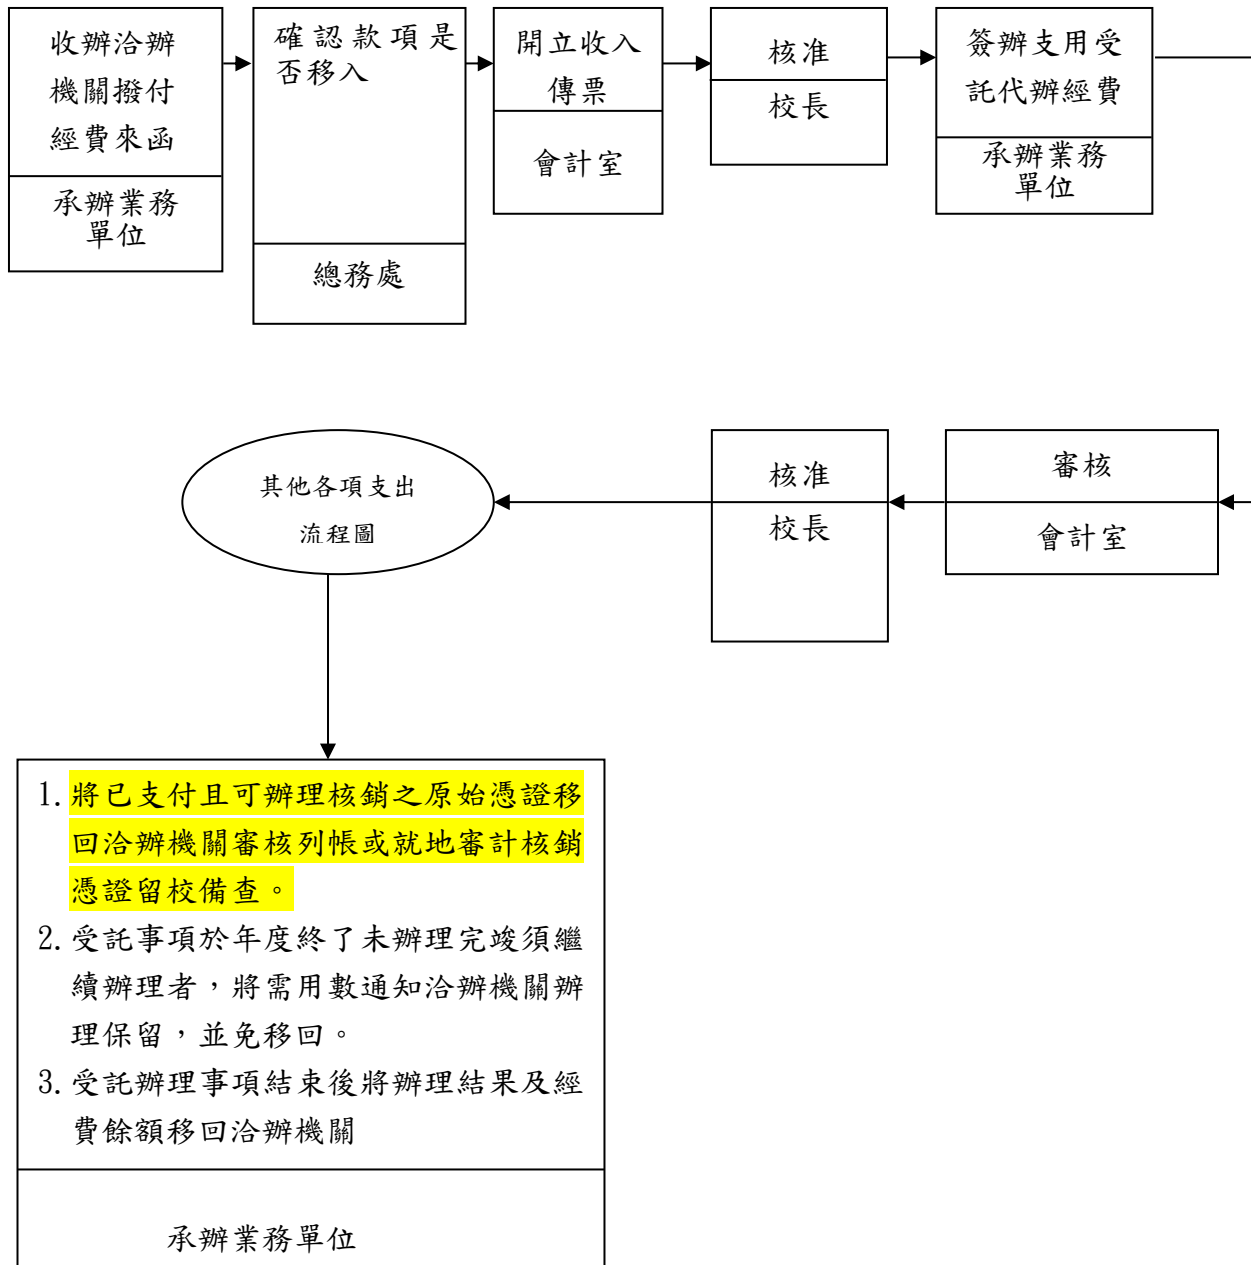 收辦洽辦
機關撥付
經費來函
承辦業務
單位
確認款項是
否移入
總務處
開立收入
傳票
會計室
核准
校長
簽辦支用受
託代辦經費
承辦業務
單位
審核
會計室
核准
校長
其他各項支出
流程圖
1. 將已支付且可辦理核銷之原始憑證移
回洽辦機關審核列帳或就地審計核銷
憑證留校備查。
2. 受託事項於年度終了未辦理完竣須繼
續辦理者，將需用數通知洽辦機關辦
理保留，並免移回。
3. 受託辦理事項結束後將辦理結果及經
費餘額移回洽辦機關
承辦業務單位